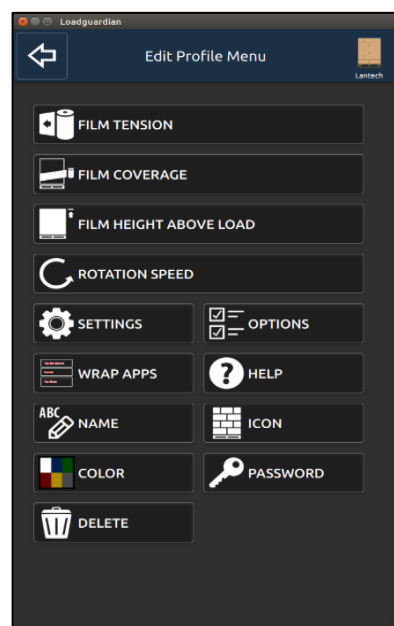 Loadguardian
Edit Profile Menu
Lantech
FILM TENSION
FILM COVERAGE
FILM HEIGHT ABOVE LOAD
ROTATION SPEED
SETTINGS
OPTIONS
WRAP APPS
? HELP
ABC NAME
ICON
COLOR
PASSWORD
DELETE